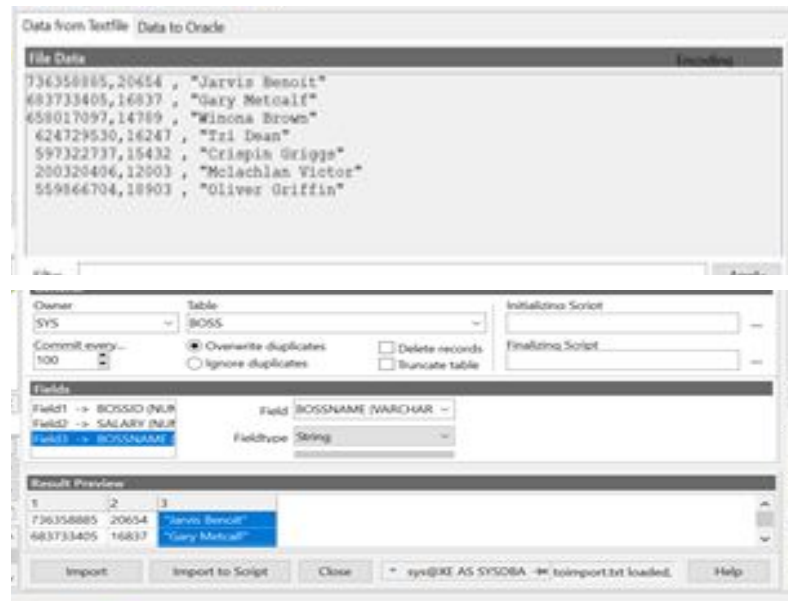 Data from Textfile Data to Oracle
File Data Encoding
736358885,20654 , "Jarvis Benoit"
683733405,16837 , "Gary Metcalf"
658017097,14789 , "Winona Brown"
624729530,16247 , "Tri Dean"
597322737,15432 , "Crispin Griggs"
200320406,12003 , "Mclachlan Victor"
559866704,18903 , "Oliver Griffin"
Owner Table Initializing Script
SYS BOSS ...
Commit every... Overwrite duplicates Delete records Finalizing Script
100 Ignore duplicates Truncate table ...
Fields
Field1 -> BOSSID (NUM Field BOSSNAME (VARCHAR
Field2 -> SALARY (NUM
Field3 -> BOSSNAME ( Fieldtype String
Result Preview
1 2 3
736358885 20654 "Jarvis Benoit"
683733405 16837 "Gary Metcalf"
Import Import to Script Close * sys@XE AS SYSDBA toimport.txt loaded. Help